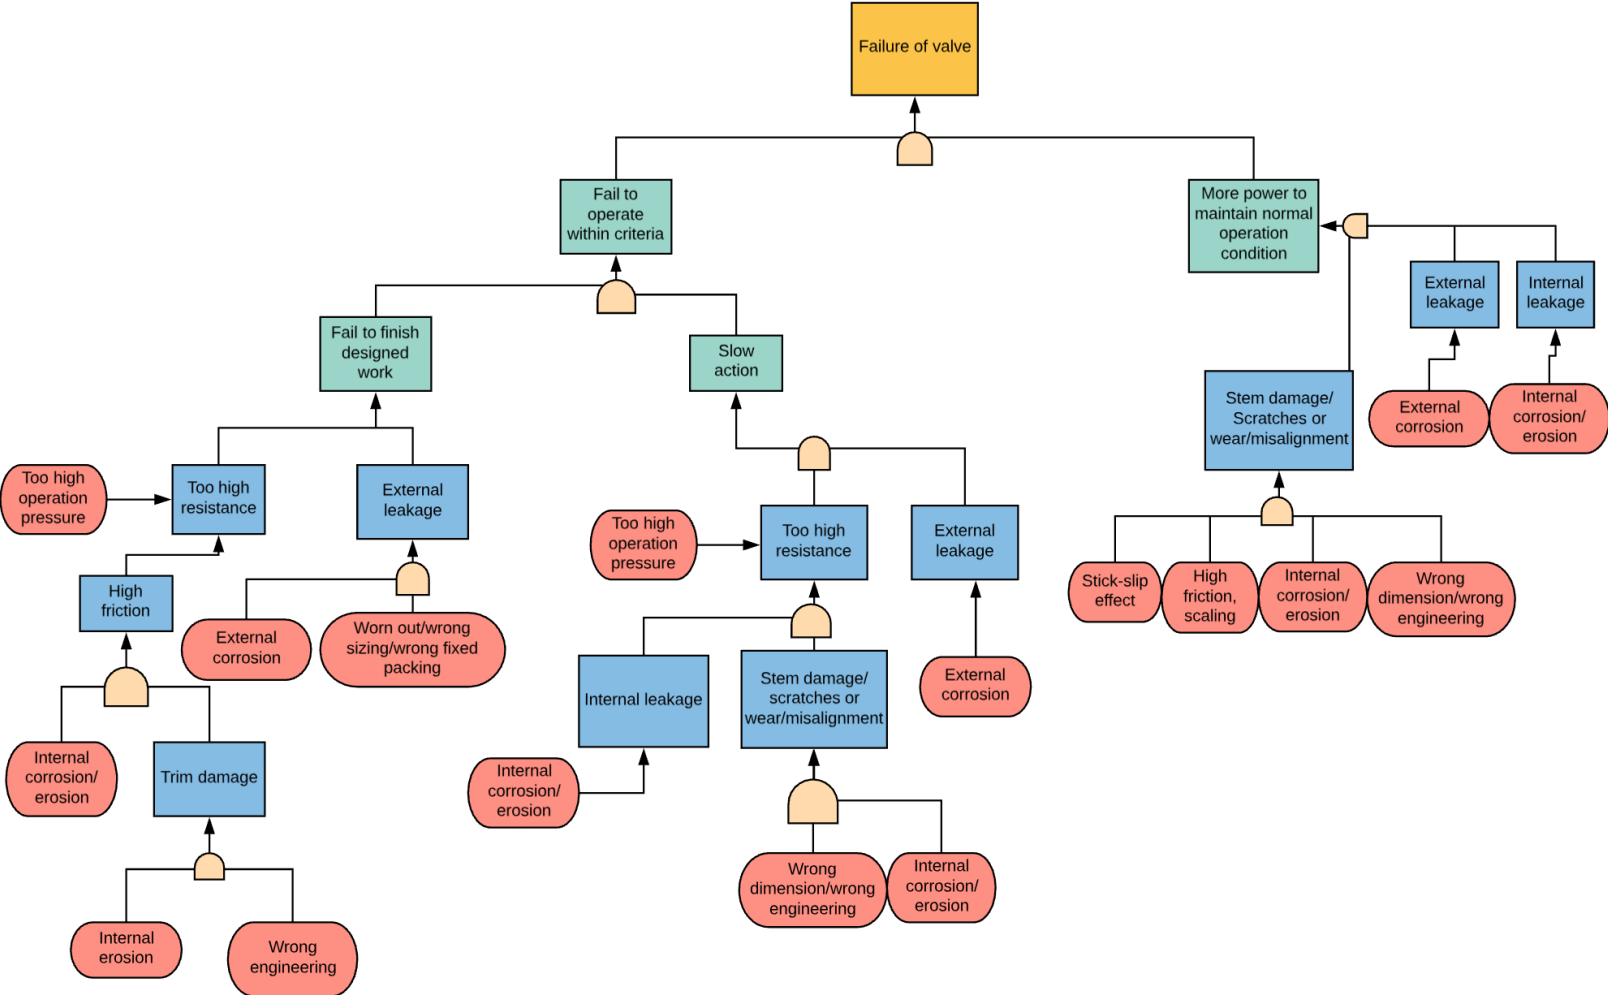 Failure of valve
Fail to
operate
within criteria
More power to
maintain normal
operation
condition
External
leakage
Internal
leakage
Fail to finish
designed
work
Slow
action
Stem damage/
Scratches or
wear/misalignment
External
corrosion
Internal
corrosion/
erosion
Too high
operation
pressure
Too high
resistance
External
leakage
Too high
operation
pressure
Too high
resistance
External
leakage
Stick-slip
effect
High
friction,
scaling
Internal
corrosion/
erosion
Wrong
dimension/wrong
engineering
High
friction
External
corrosion
Worn out/wrong
sizing/wrong fixed
packing
Internal leakage
Stem damage/
scratches or
wear/misalignment
External
corrosion
Internal
corrosion/
erosion
Trim damage
Internal
corrosion/
erosion
Wrong
dimension/wrong
engineering
Internal
corrosion/
erosion
Internal
erosion
Wrong
engineering